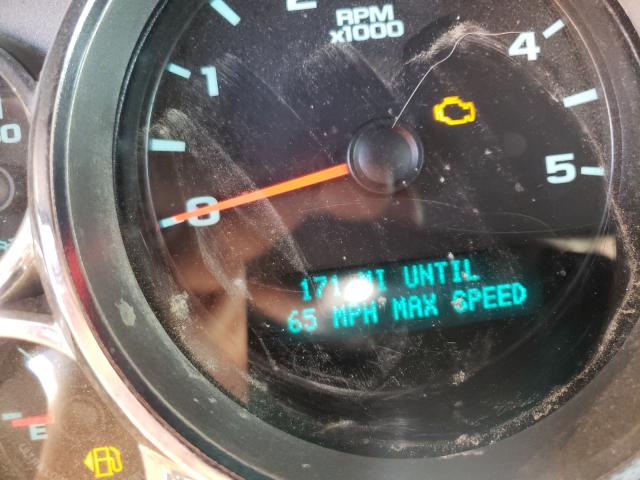 2
RPM
x1000
1
4
5
0
171 MI UNTIL
65 MPH MAX SPEED
E